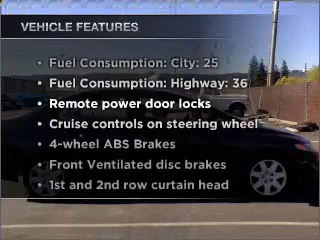 VEHICLE FEATURES
• Fuel Consumption: City: 25
• Fuel Consumption: Highway: 36
• Remote power door locks
• Cruise controls on steering wheel
• 4-wheel ABS Brakes
• Front Ventilated disc brakes
• 1st and 2nd row curtain head